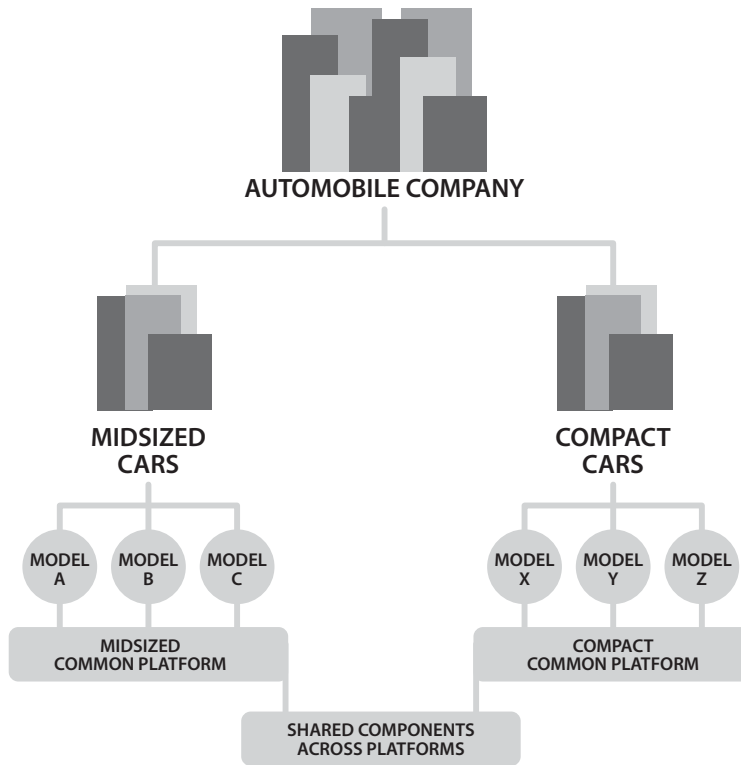 AUTOMOBILE COMPANY
MIDSIZED
CARS
COMPACT
CARS
MODEL
A
MODEL
B
MODEL
C
MODEL
X
MODEL
Y
MODEL
Z
MIDSIZED
COMMON PLATFORM
COMPACT
COMMON PLATFORM
SHARED COMPONENTS
ACROSS PLATFORMS